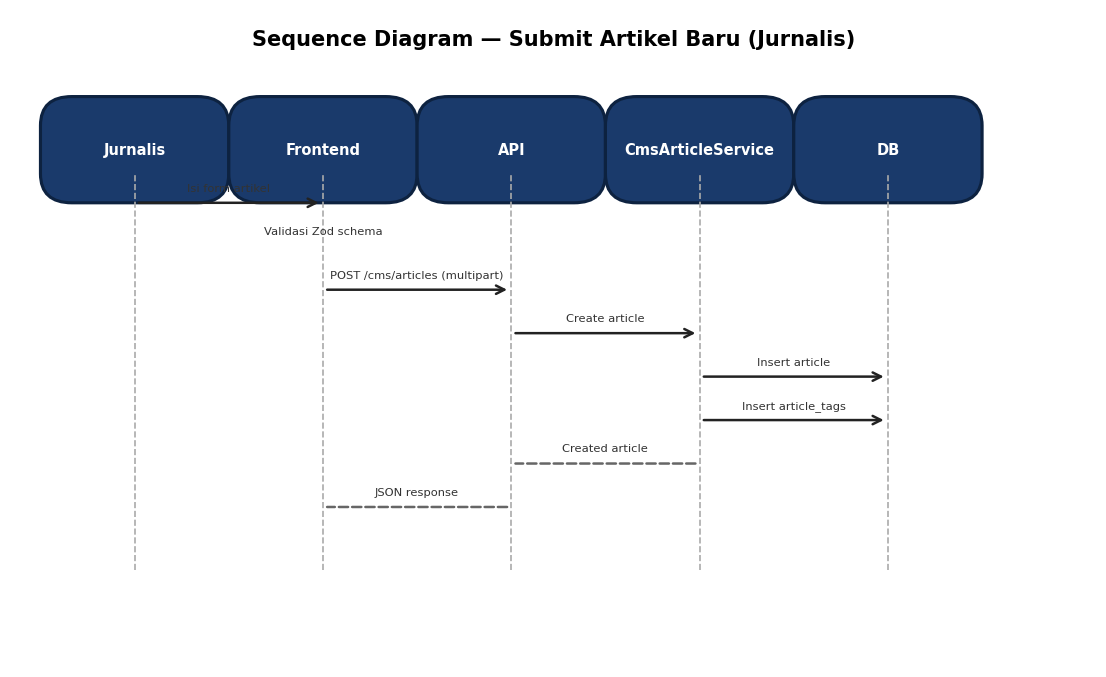 Sequence Diagram — Submit Artikel Baru (Jurnalis)
Jurnalis
Frontend
API
CmsArticleService
DB
Validasi Zod schema
POST /cms/articles (multipart)
Create article
Insert article
Insert article_tags
Created article
JSON response